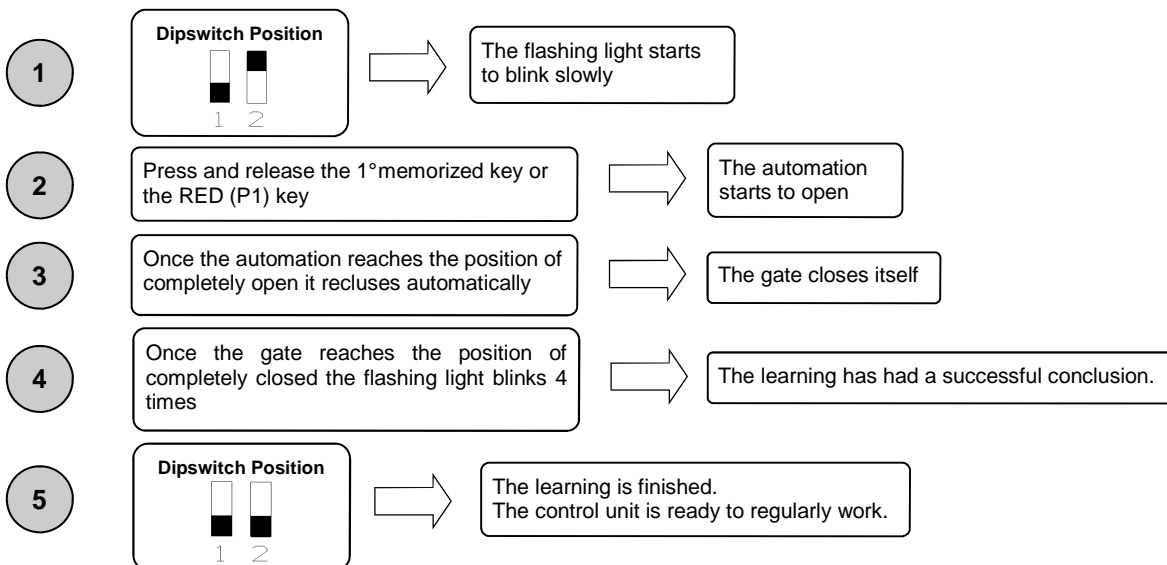 1
Dipswitch Position
1 2
The flashing light starts
to blink slowly
2
Press and release the 1°memorized key or
the RED (P1) key
The automation
starts to open
3
Once the automation reaches the position of
completely open it recluses automatically
The gate closes itself
4
Once the gate reaches the position of
completely closed the flashing light blinks 4
times
The learning has had a successful conclusion.
5
Dipswitch Position
1 2
The learning is finished.
The control unit is ready to regularly work.